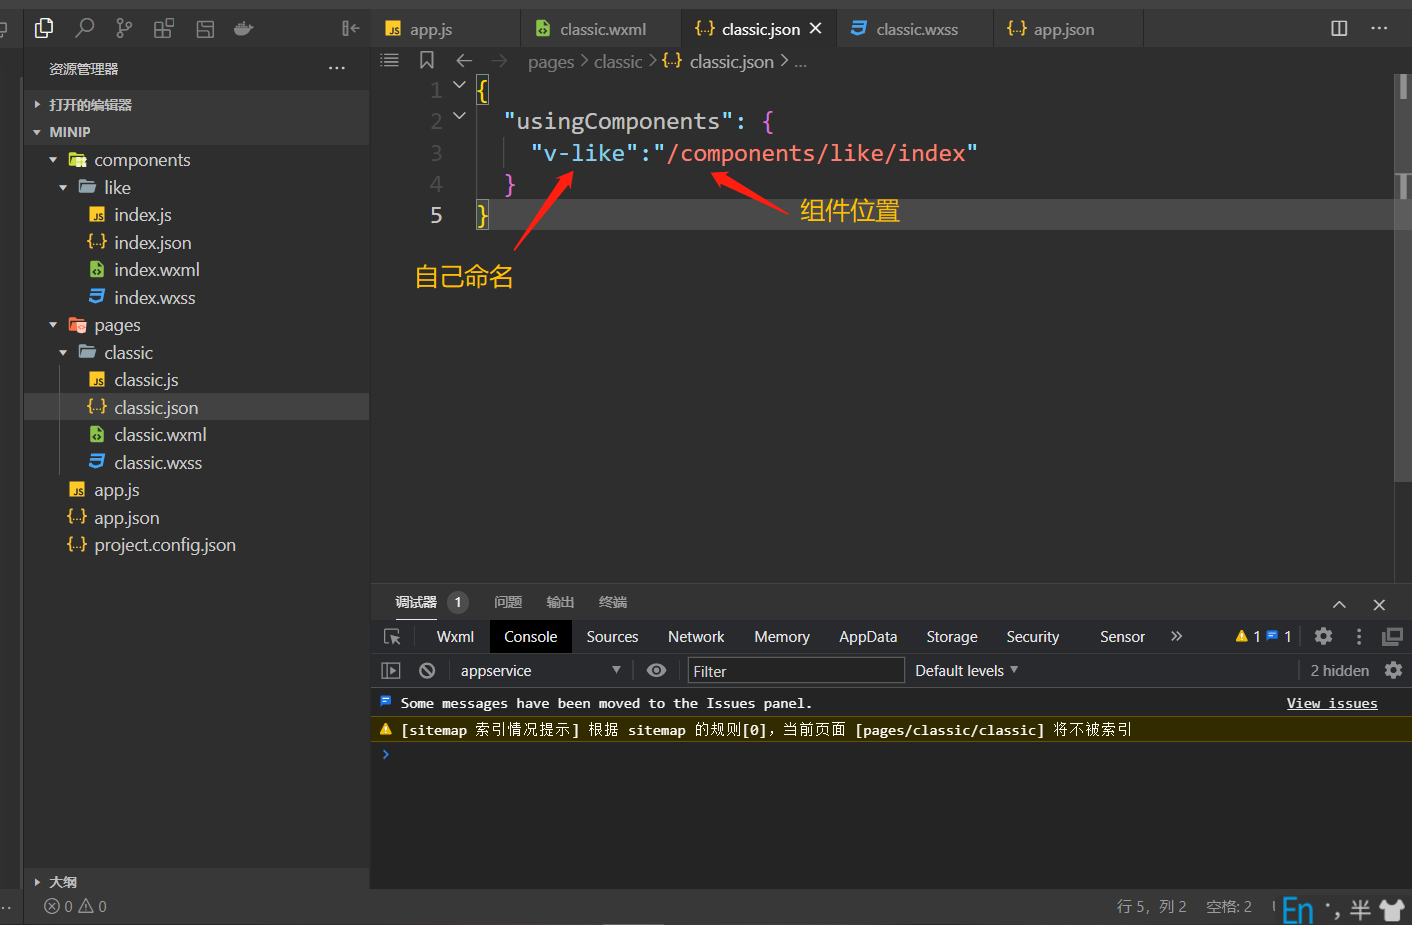 app.js
classic.wxml
classic.json
classic.wxss
app.json
资源管理器
pages > classic > {..} classic.json > ...
打开的编辑器
MINIP
components
like
index.js
index.json
index.wxml
index.wxss
pages
classic
classic.js
classic.json
classic.wxml
classic.wxss
app.js
app.json
project.config.json
大纲
1 {
2 "usingComponents": {
3 "v-like":"/components/like/index"
4 }
5 }
组件位置
自己命名
调试器 1 问题 输出 终端
Wxml Console Sources Network Memory AppData Storage Security Sensor 1 1
appservice Filter Default levels 2 hidden
Some messages have been moved to the Issues panel. View issues
[sitemap 索引情况提示] 根据 sitemap 的规则[0]，当前页面 [pages/classic/classic] 将不被索引
0 0
行 5，列 2 空格: 2
En 半